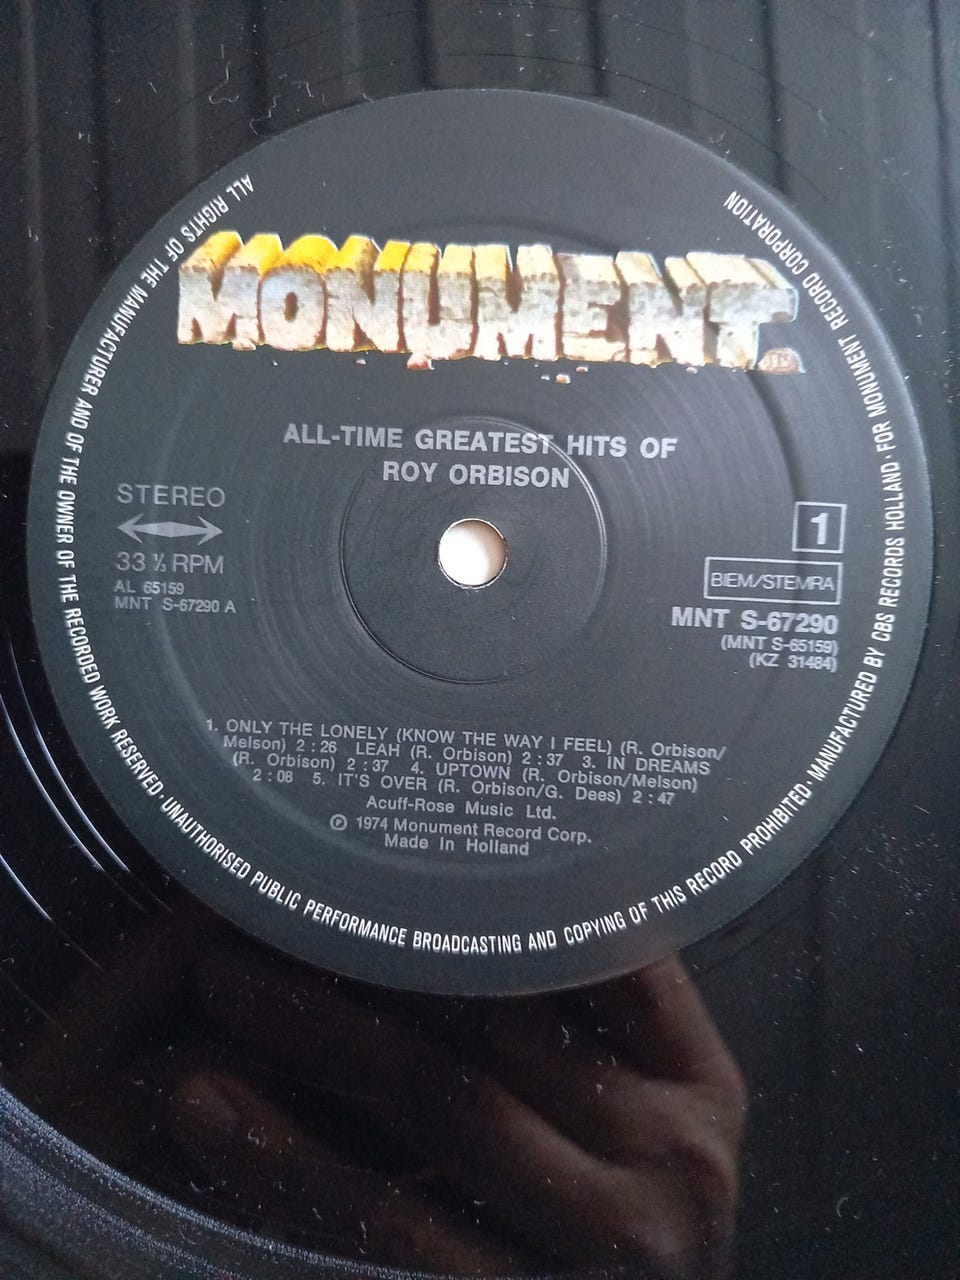 MONUMENT
ALL-TIME GREATEST HITS OF
ROY ORBISON
STEREO
33 ⅓ RPM
AL 65159
MNT S-67290 A
1
BIEM/STEMRA
MNT S-67290
(MNT S-65159)
(KZ 31484)
1. ONLY THE LONELY (KNOW THE WAY I FEEL) (R. Orbison/
Melson) 2:26 LEAH (R. Orbison) 2:37 3. IN DREAMS
(R. Orbison) 2:37 4. UPTOWN (R. Orbison/Melson)
2:08 5. IT'S OVER (R. Orbison/G. Dees) 2:47
Acuff-Rose Music Ltd.
℗ 1974 Monument Record Corp.
Made In Holland
ALL RIGHTS OF THE MANUFACTURER AND OF THE OWNER OF THE RECORDED WORK RESERVED · UNAUTHORISED PUBLIC PERFORMANCE BROADCASTING AND COPYING OF THIS RECORD PROHIBITED · MANUFACTURED BY CBS RECORDS HOLLAND · FOR MONUMENT RECORD CORPORATION